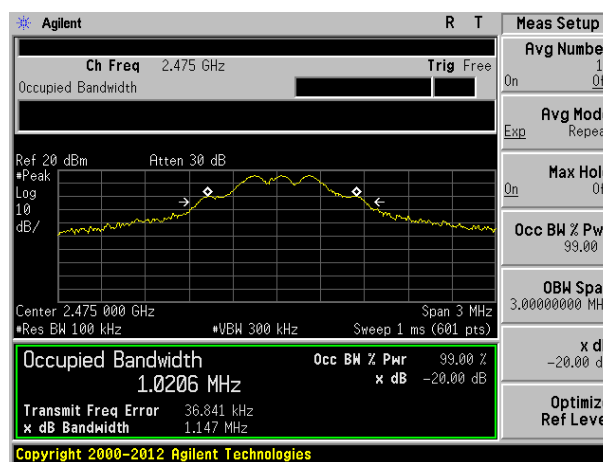 Agilent R T Meas Setup
Ch Freq 2.475 GHz Trig Free
Occupied Bandwidth
Ref 20 dBm Atten 30 dB
#Peak
Log
10
dB/
Center 2.475 000 GHz Span 3 MHz
#Res BW 100 kHz #VBW 300 kHz Sweep 1 ms (601 pts)
Occupied Bandwidth Occ BW % Pwr 99.00 %
1.0206 MHz x dB -20.00 dB
Transmit Freq Error 36.841 kHz
x dB Bandwidth 1.147 MHz
Copyright 2000-2012 Agilent Technologies
Avg Numbe
1
On Of
Avg Mod
Exp Repea
Max Hol
On Of
Occ BW % Pw
99.00
OBW Spa
3.00000000 MH
x d
-20.00 d
Optimiz
Ref Leve